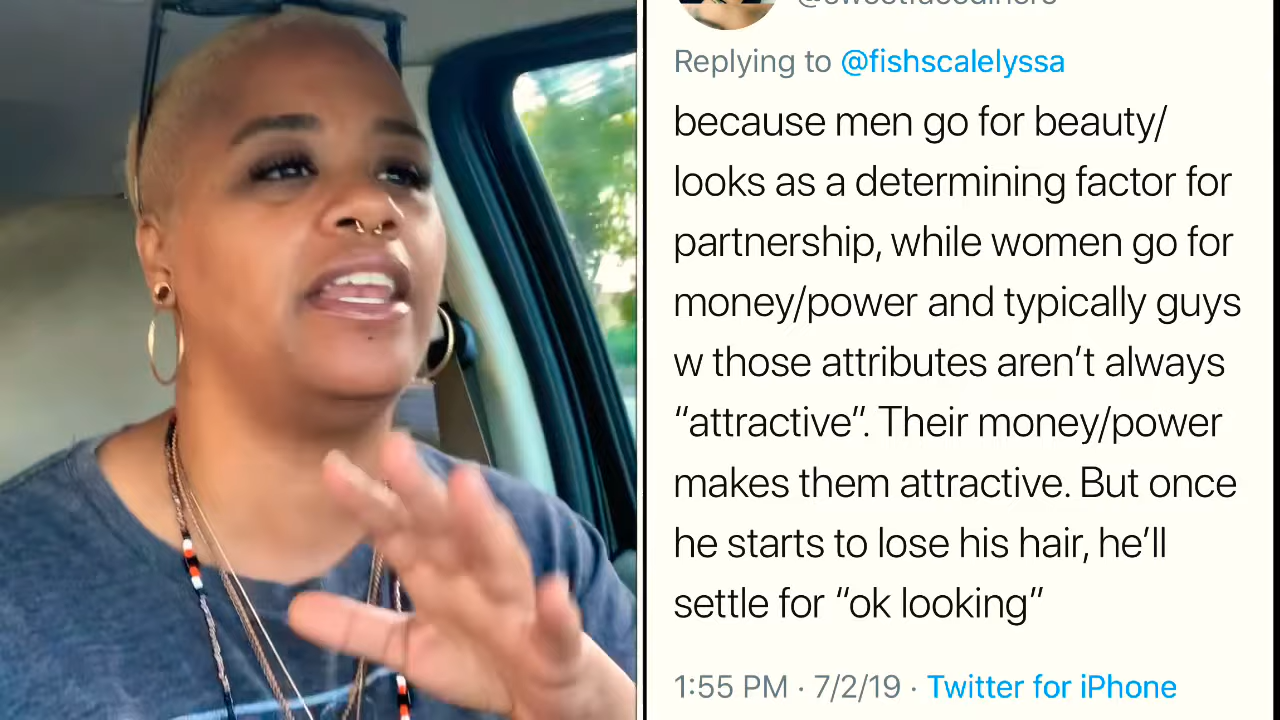 Replying to @fishscalelyssa
because men go for beauty/
looks as a determining factor for
partnership, while women go for
money/power and typically guys
w those attributes aren’t always
“attractive”. Their money/power
makes them attractive. But once
he starts to lose his hair, he’ll
settle for “ok looking”
1:55 PM · 7/2/19 · Twitter for iPhone